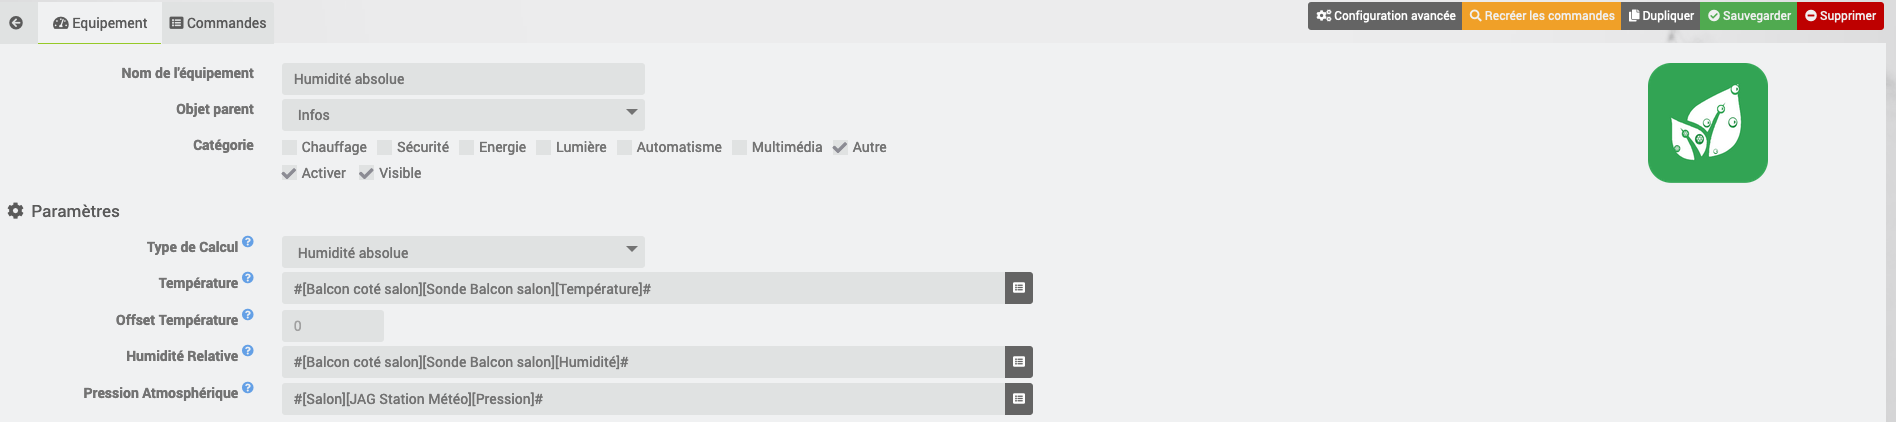 Equipement
Commandes
Configuration avancée
Recréer les commandes
Dupliquer
Sauvegarder
Supprimer
Nom de l'équipement
Humidité absolue
Objet parent
Infos
Catégorie
Chauffage Sécurité Energie Lumière Automatisme Multimédia Autre
Activer Visible
Paramètres
Type de Calcul ?
Humidité absolue
Température ?
#[Balcon coté salon][Sonde Balcon salon][Température]#
Offset Température ?
0
Humidité Relative ?
#[Balcon coté salon][Sonde Balcon salon][Humidité]#
Pression Atmosphérique ?
#[Salon][JAG Station Météo][Pression]#